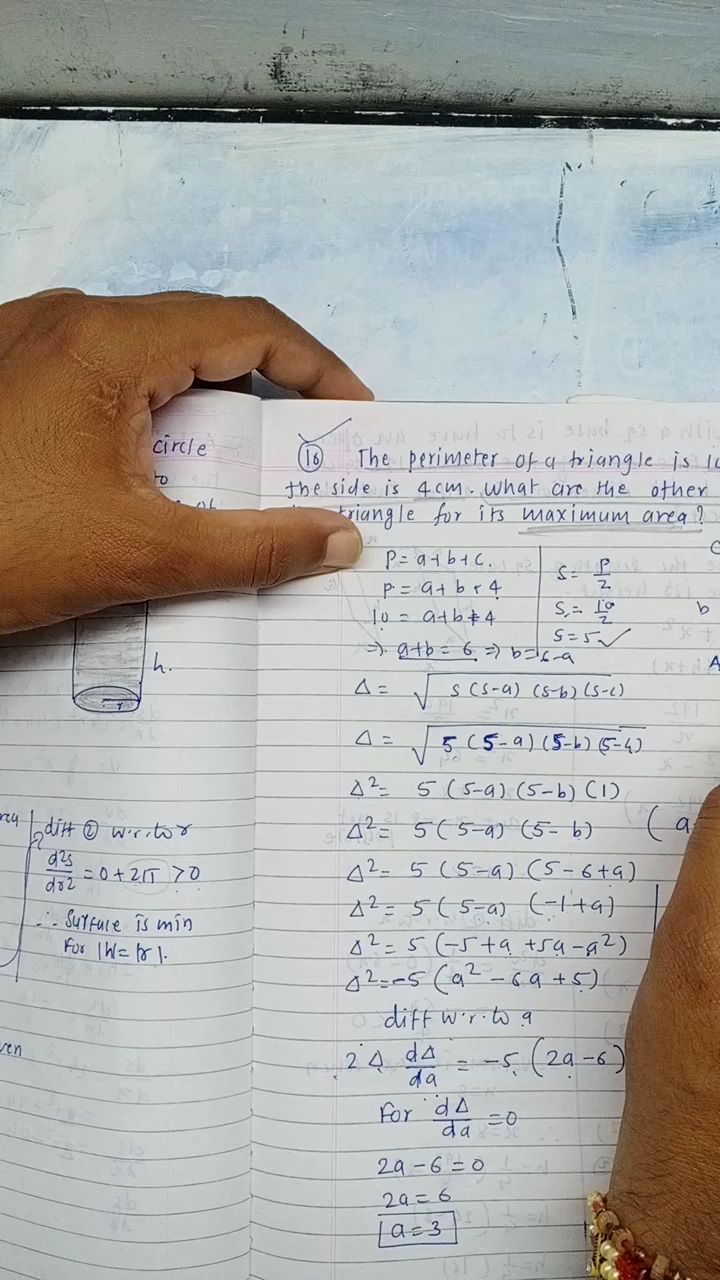 circle
to
h.
r
diff ② w.r.to r
d²s/dr² = 0 + 2π > 0
∴ Surface is min
For |h| = |r|.
⑯ The perimeter of a triangle is
the side is 4cm. What are the other
triangle for its maximum area?
P = a+b+c.
P = a+b+4
10 = a+b+4
⇒ a+b = 6 ⇒ b = 6-a
S = P/2
S = 10/2
S = 5 ✓
Δ = √s(s-a)(s-b)(s-c)
Δ = √5(5-a)(5-b)(5-4)
Δ² = 5(5-a)(5-b)(1)
Δ² = 5(5-a)(5-b)
Δ² = 5(5-a)(5-6+a)
Δ² = 5(5-a)(-1+a)
Δ² = 5(-5+a+5a-a²)
Δ² = -5(a²-6a+5)
diff w.r.to a
2Δ dΔ/da = -5(2a-6)
For dΔ/da = 0
2a-6 = 0
2a = 6
a = 3
(a
b
A